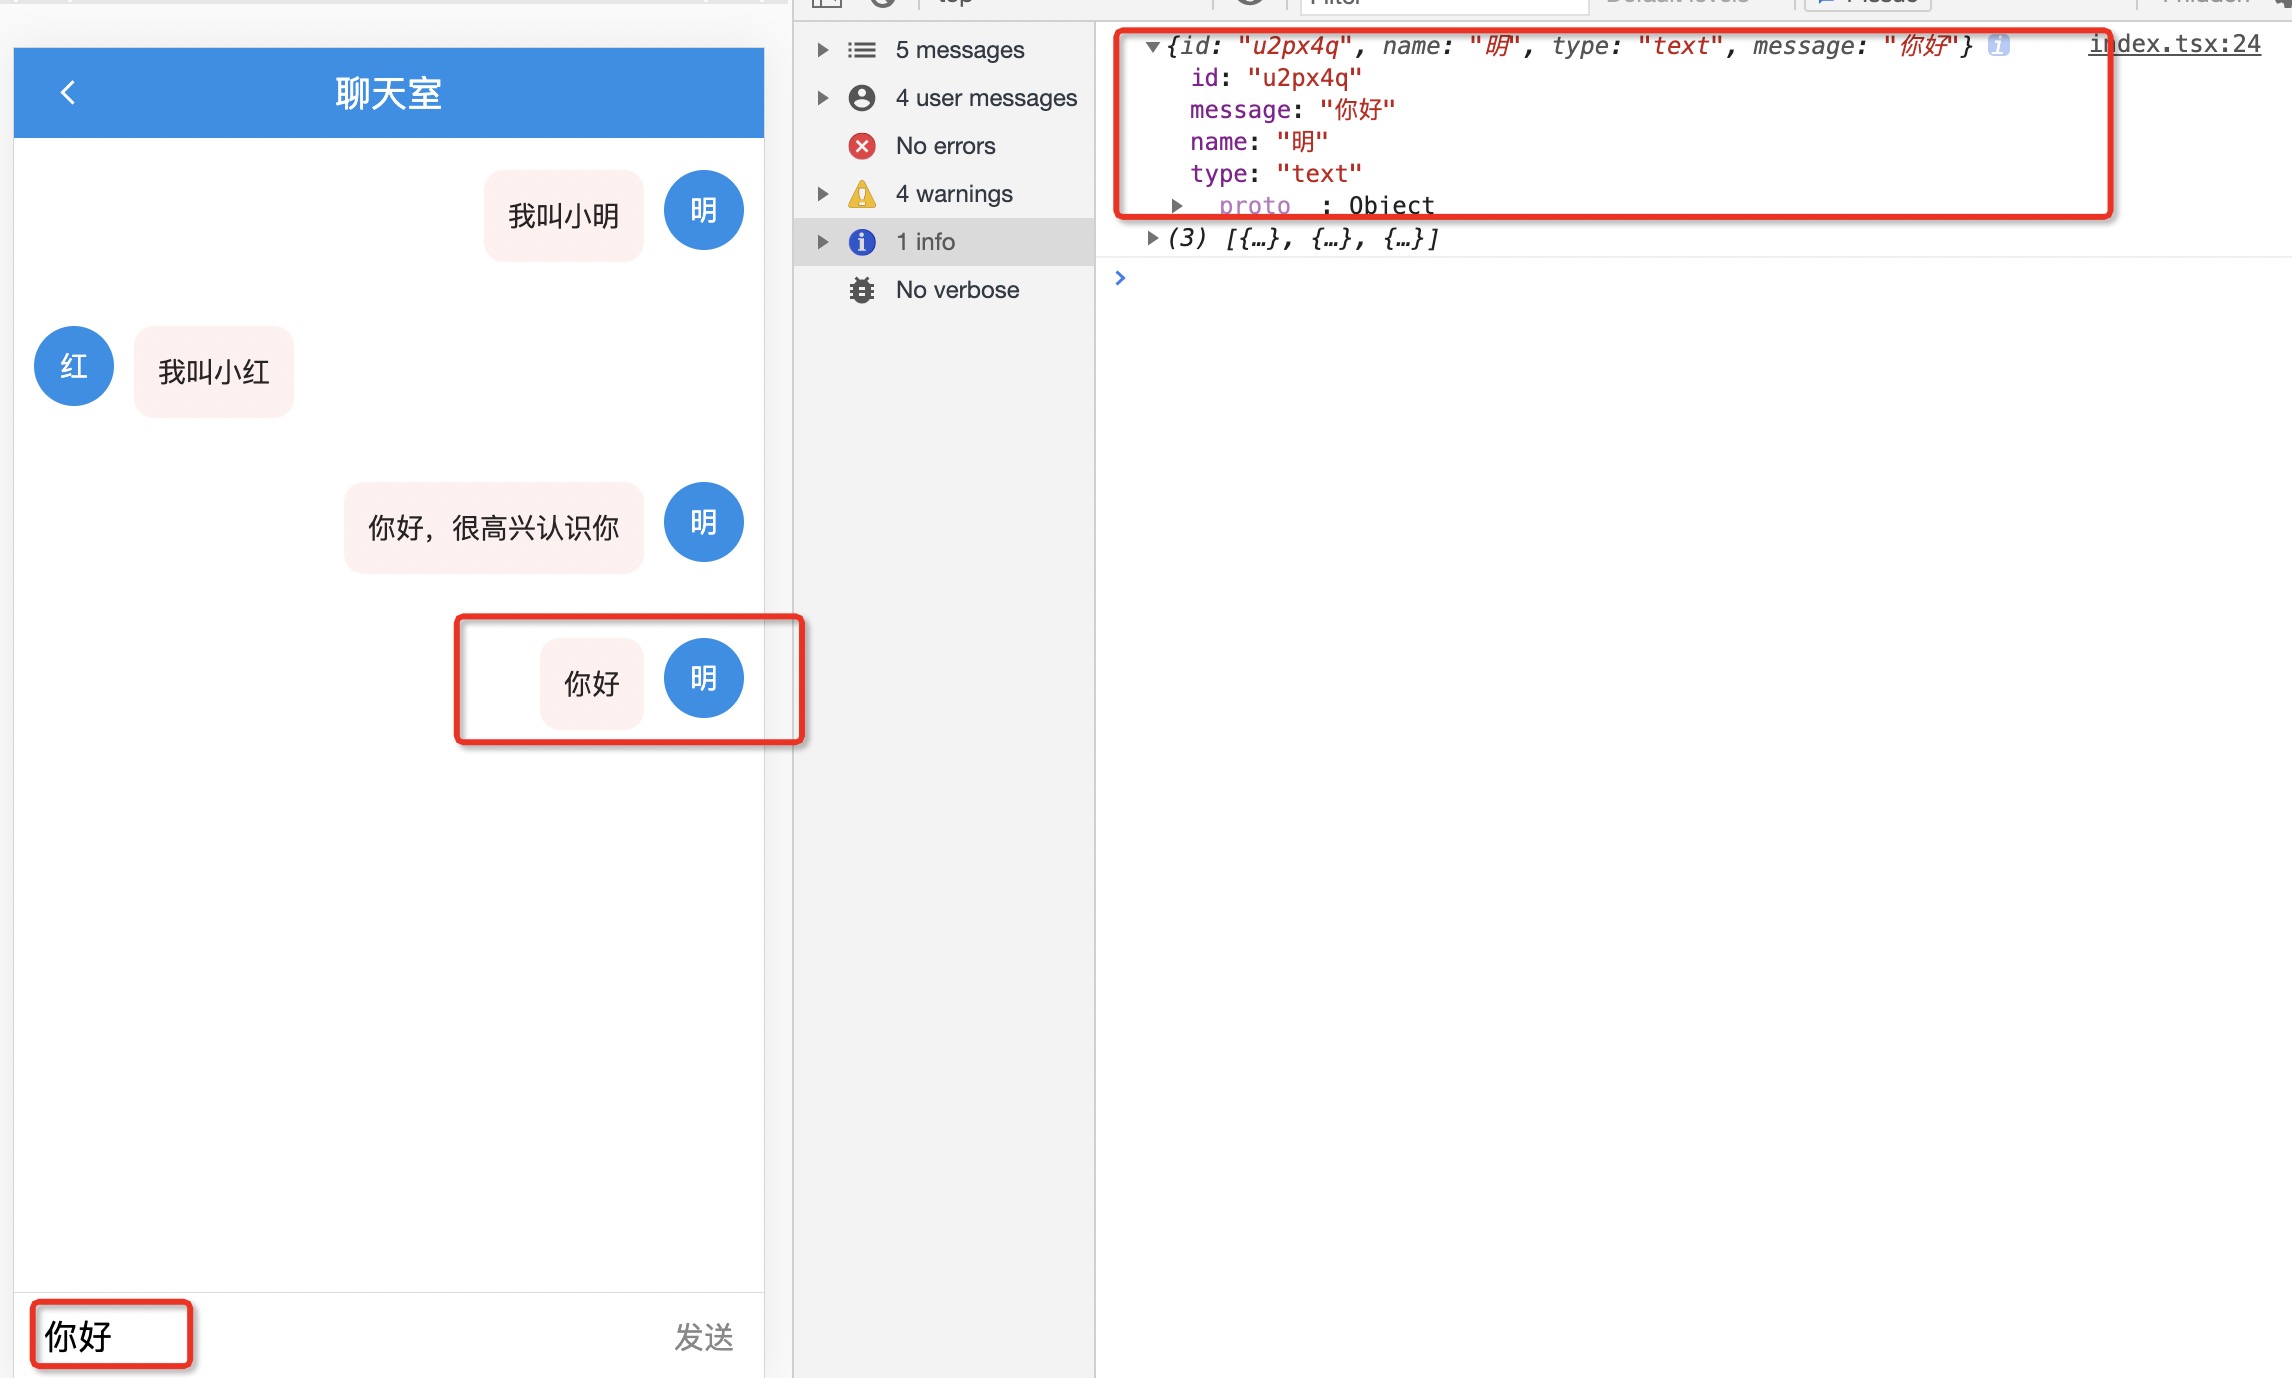 聊天室
我叫小明
明
红
我叫小红
你好，很高兴认识你
明
你好
明
你好
发送
5 messages
4 user messages
No errors
4 warnings
1 info
No verbose
{id: "u2px4q", name: "明", type: "text", message: "你好"}
index.tsx:24
id: "u2px4q"
message: "你好"
name: "明"
type: "text"
proto : Object
(3) [{…}, {…}, {…}]